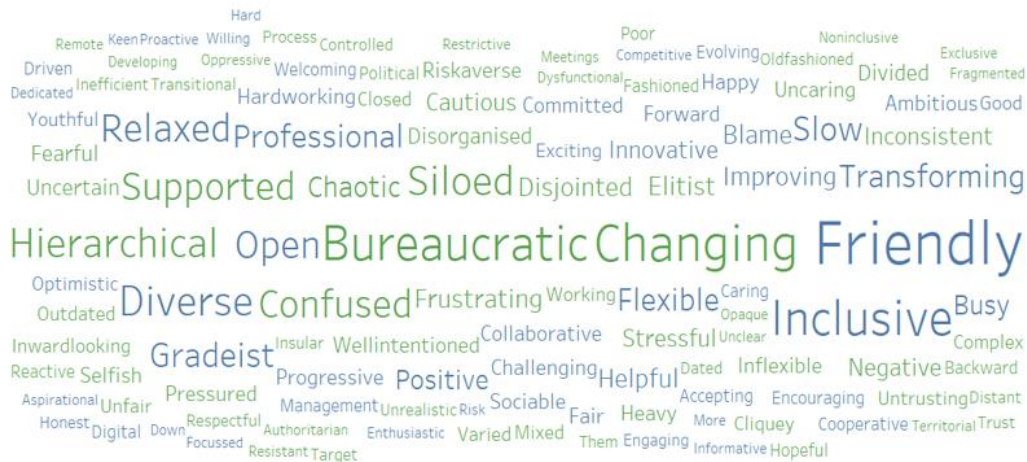 Hard
Remote Keen Proactive Willing Process Controlled Restrictive Poor Noninclusive
Driven Developing Oppressive Welcoming Political Riskaverse Meetings Competitive Evolving Oldfashioned Divided Exclusive
Dedicated Inefficient Transitional Hardworking Closed Cautious Dysfunctional Committed Fashioned Happy Uncaring Fragmented
Youthful Relaxed Professional Disorganised Forward Blame Slow Ambitious Good
Fearful Exciting Innovative Inconsistent
Uncertain Supported Chaotic Siloed Disjointed Elitist Improving Transforming
Hierarchical Open Bureaucratic Changing Friendly
Optimistic Diverse Confused Frustrating Working Flexible Caring Inclusive Busy
Outdated Collaborative Opaque
Inwardlooking Gradeist Insular Wellintentioned Stressful Unclear Complex
Reactive Selfish Progressive Positive Challenging Helpful Dated Inflexible Negative Backward
Aspirational Unfair Pressured Management Unrealistic Risk Sociable Fair Heavy Accepting Encouraging Untrusting Distant
Honest Digital Down Respectful Authoritarian Enthusiastic Varied Mixed More Cliquey Cooperative Territorial Trust
Focussed Resistant Target Them Engaging Informative Hopeful